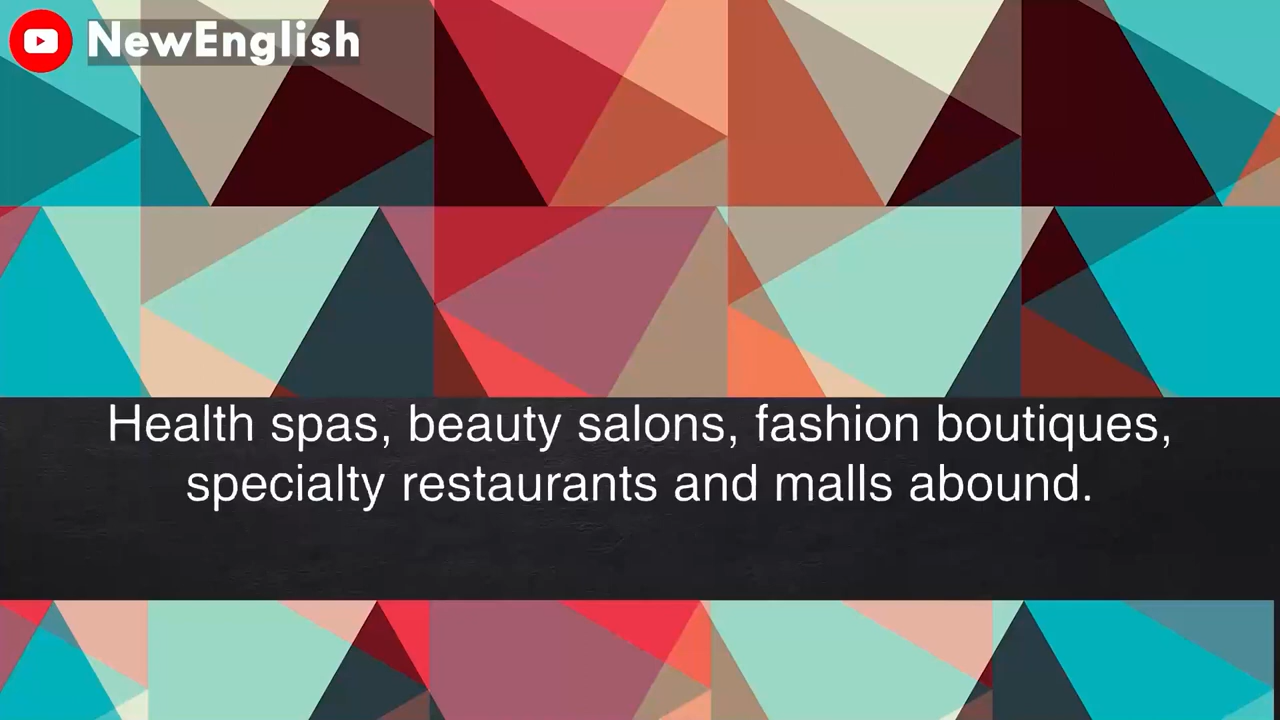 NewEnglish
Health spas, beauty salons, fashion boutiques,
specialty restaurants and malls abound.